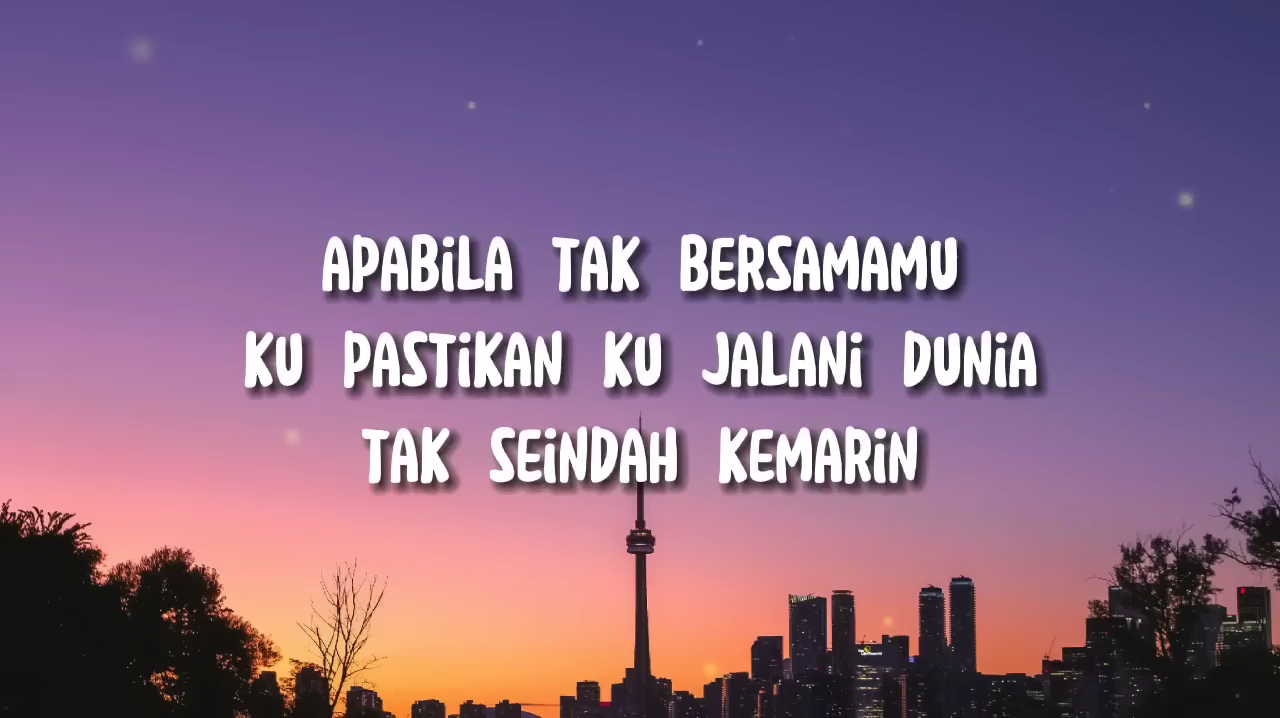 APABiLA TAK BERSAMAMU
KU PASTiKAN KU JALANi DUNiA
TAK SEiNDAH KEMARiN